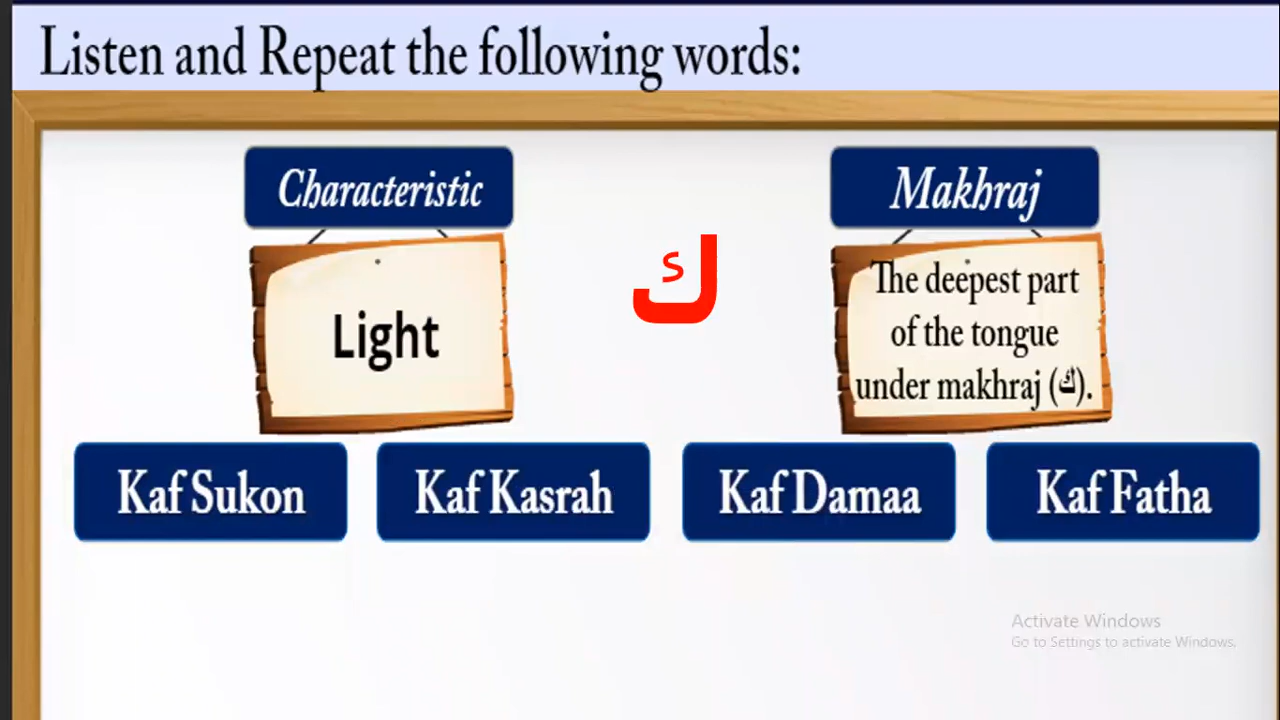 Listen and Repeat the following words:
Characteristic
Makhraj
ك
Light
The deepest part
of the tongue
under makhraj (ك).
Kaf Sukon
Kaf Kasrah
Kaf Damaa
Kaf Fatha
Activate Windows
Go to Settings to activate Windows.